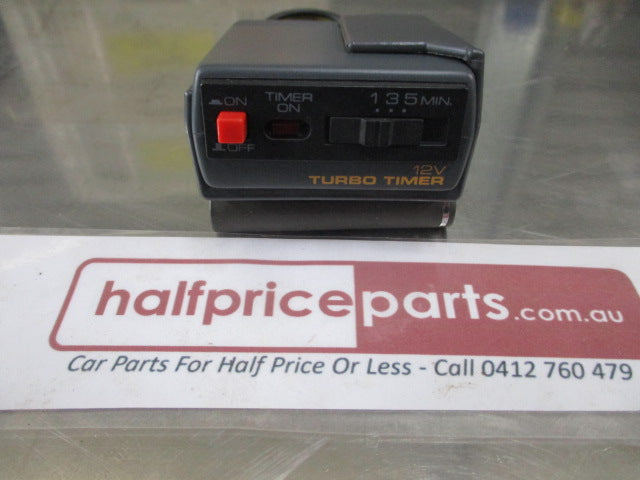 ON
TIMER
ON
1 3 5 MIN.
OFF
12V
TURBO TIMER
halfpriceparts.com.au
Car Parts For Half Price Or Less - Call 0412 760 479